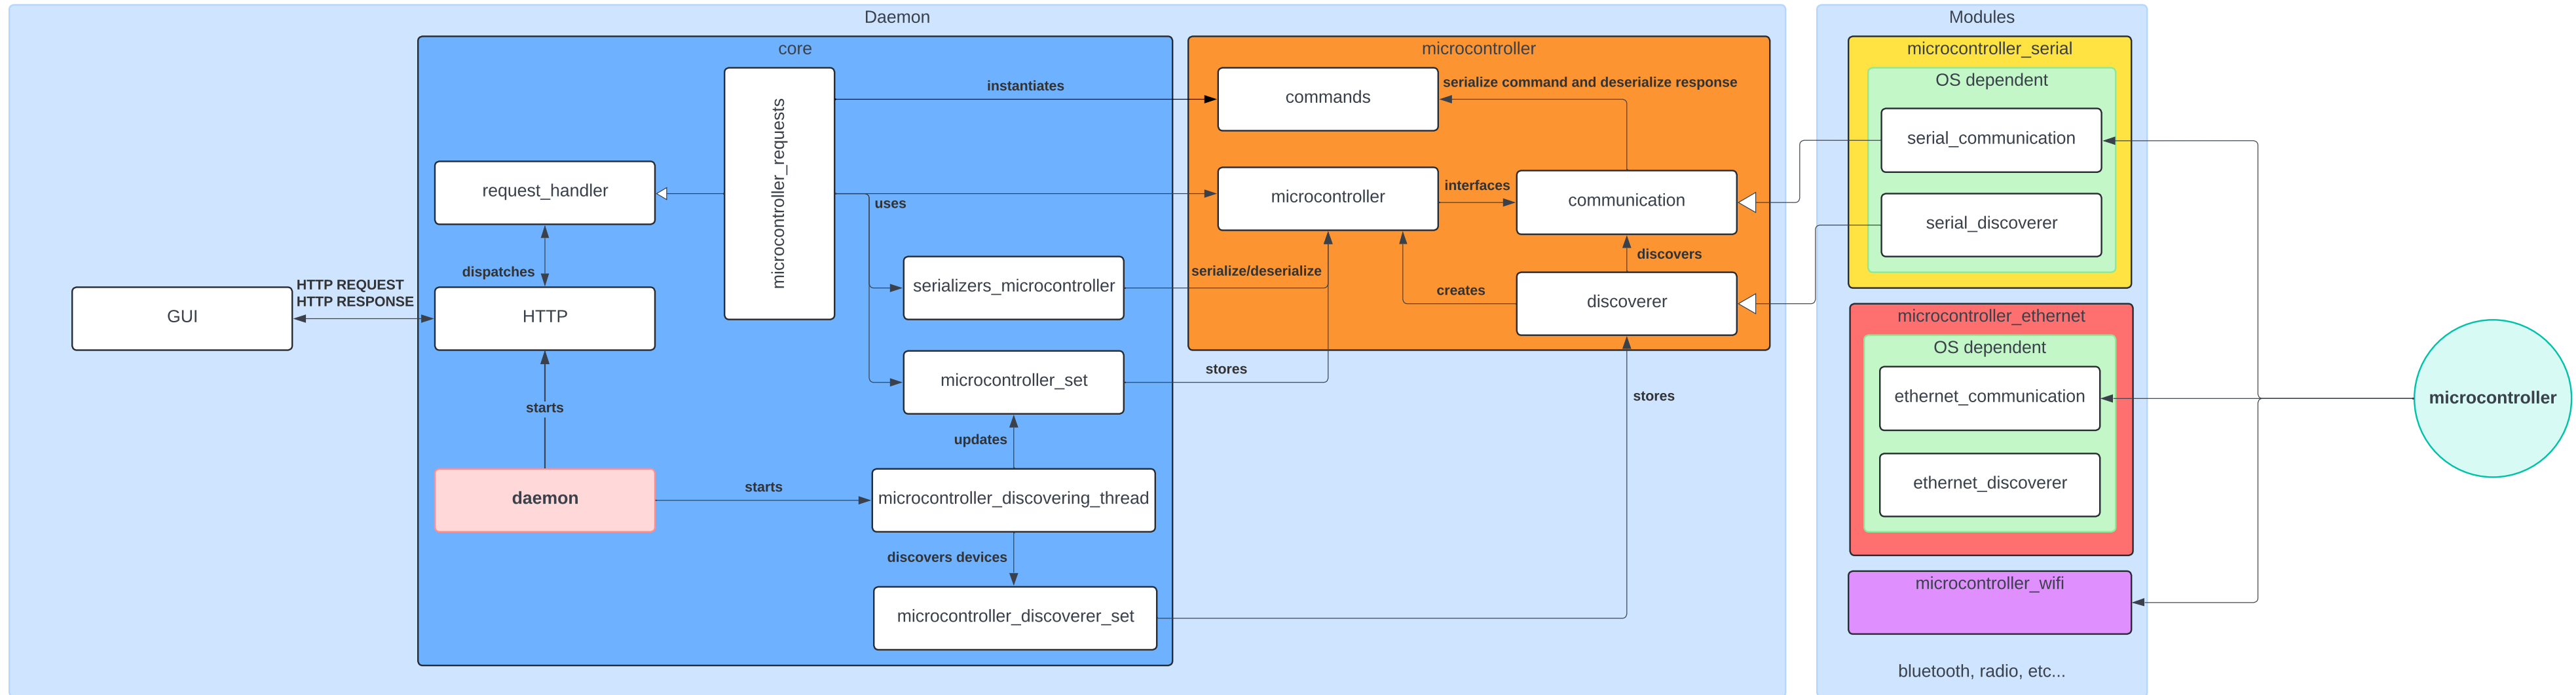 Daemon
core
microcontroller_requests
request_handler
dispatches
HTTP REQUEST
HTTP RESPONSE
GUI
HTTP
starts
daemon
starts
instantiates
uses
serializers_microcontroller
microcontroller_set
updates
microcontroller_discovering_thread
discovers devices
microcontroller_discoverer_set
microcontroller
commands
serialize command and deserialize response
microcontroller
interfaces
communication
serialize/deserialize
discovers
creates
discoverer
stores
stores
Modules
microcontroller_serial
OS dependent
serial_communication
serial_discoverer
microcontroller_ethernet
OS dependent
ethernet_communication
ethernet_discoverer
microcontroller_wifi
bluetooth, radio, etc...
microcontroller